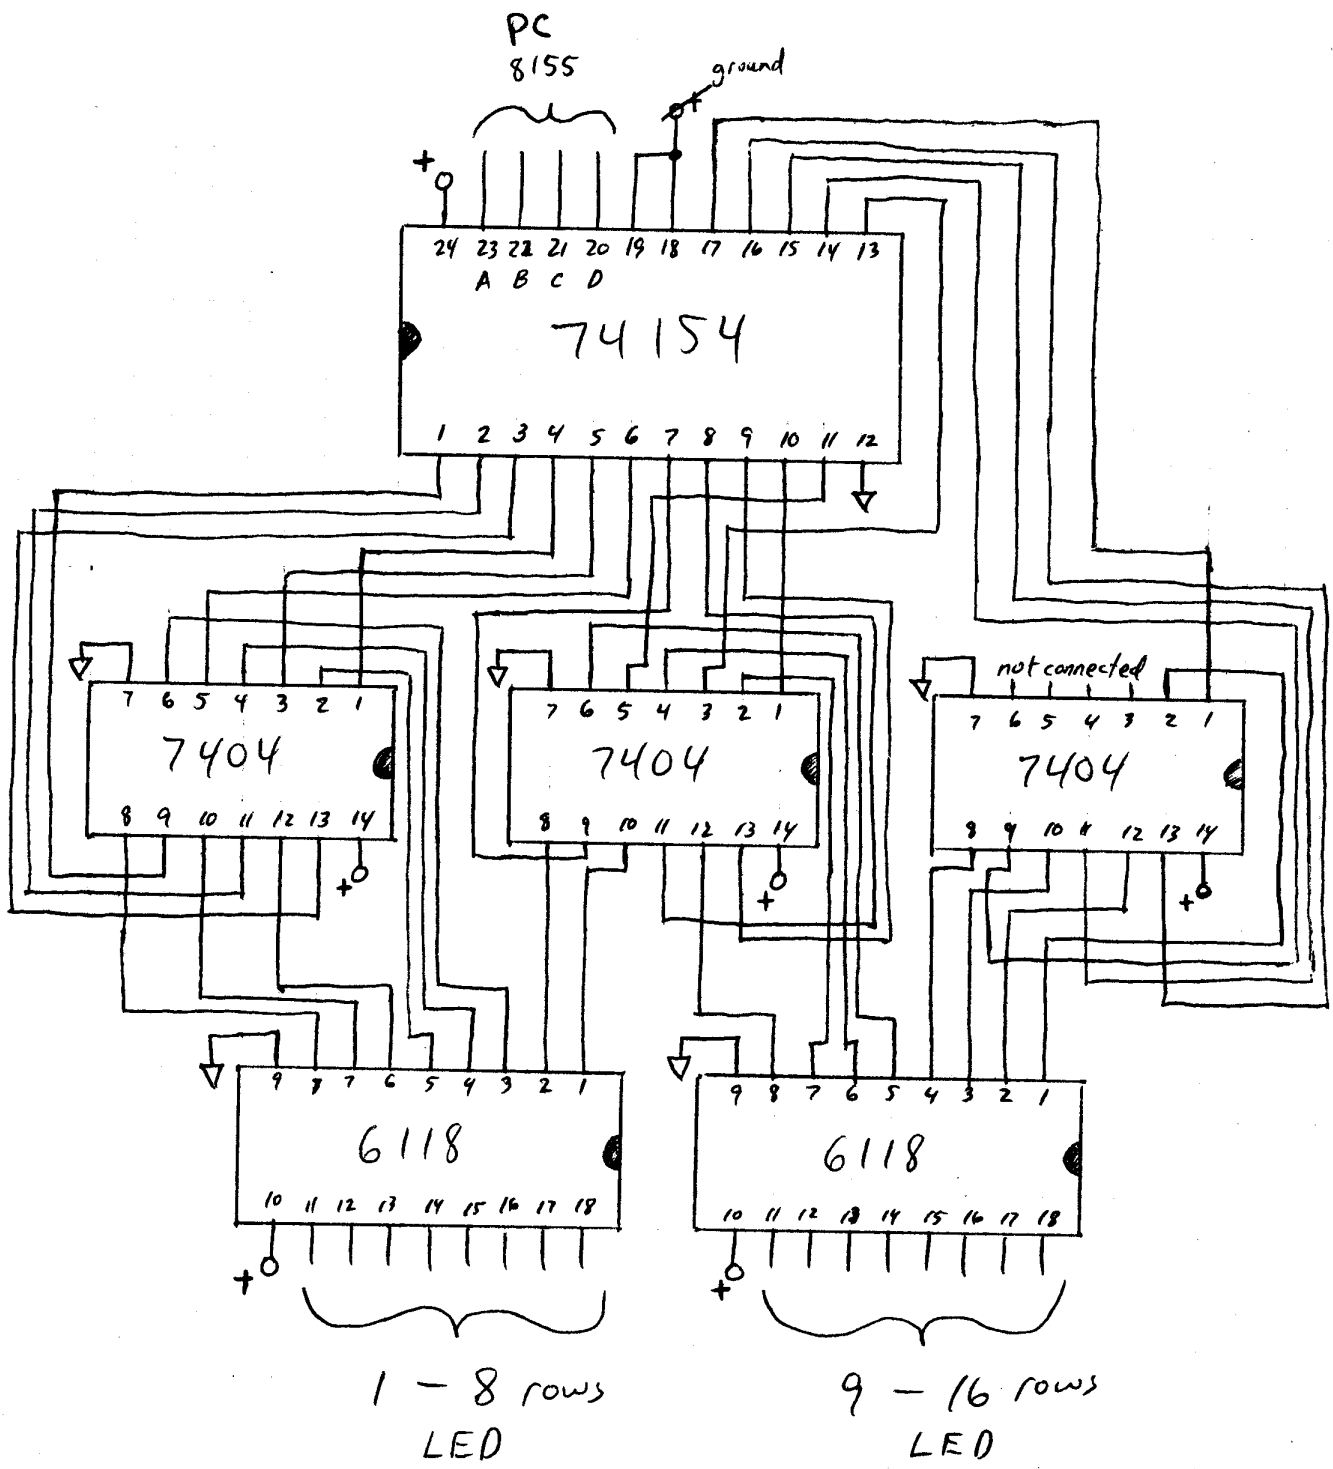 PC
8155
ground
+
+
24 23 22 21 20 19 18 17 16 15 14 13
A B C D
74154
1 2 3 4 5 6 7 8 9 10 11 12
not connected
7 6 5 4 3 2 1
7 6 5 4 3 2 1
7 6 5 4 3 2 1
7404
7404
7404
8 9 10 11 12 13 14
8 9 10 11 12 13 14
8 9 10 11 12 13 14
+
+
+
9 8 7 6 5 4 3 2 1
9 8 7 6 5 4 3 2 1
6118
6118
10 11 12 13 14 15 16 17 18
10 11 12 13 14 15 16 17 18
+
+
1 - 8 rows
LED
9 - 16 rows
LED